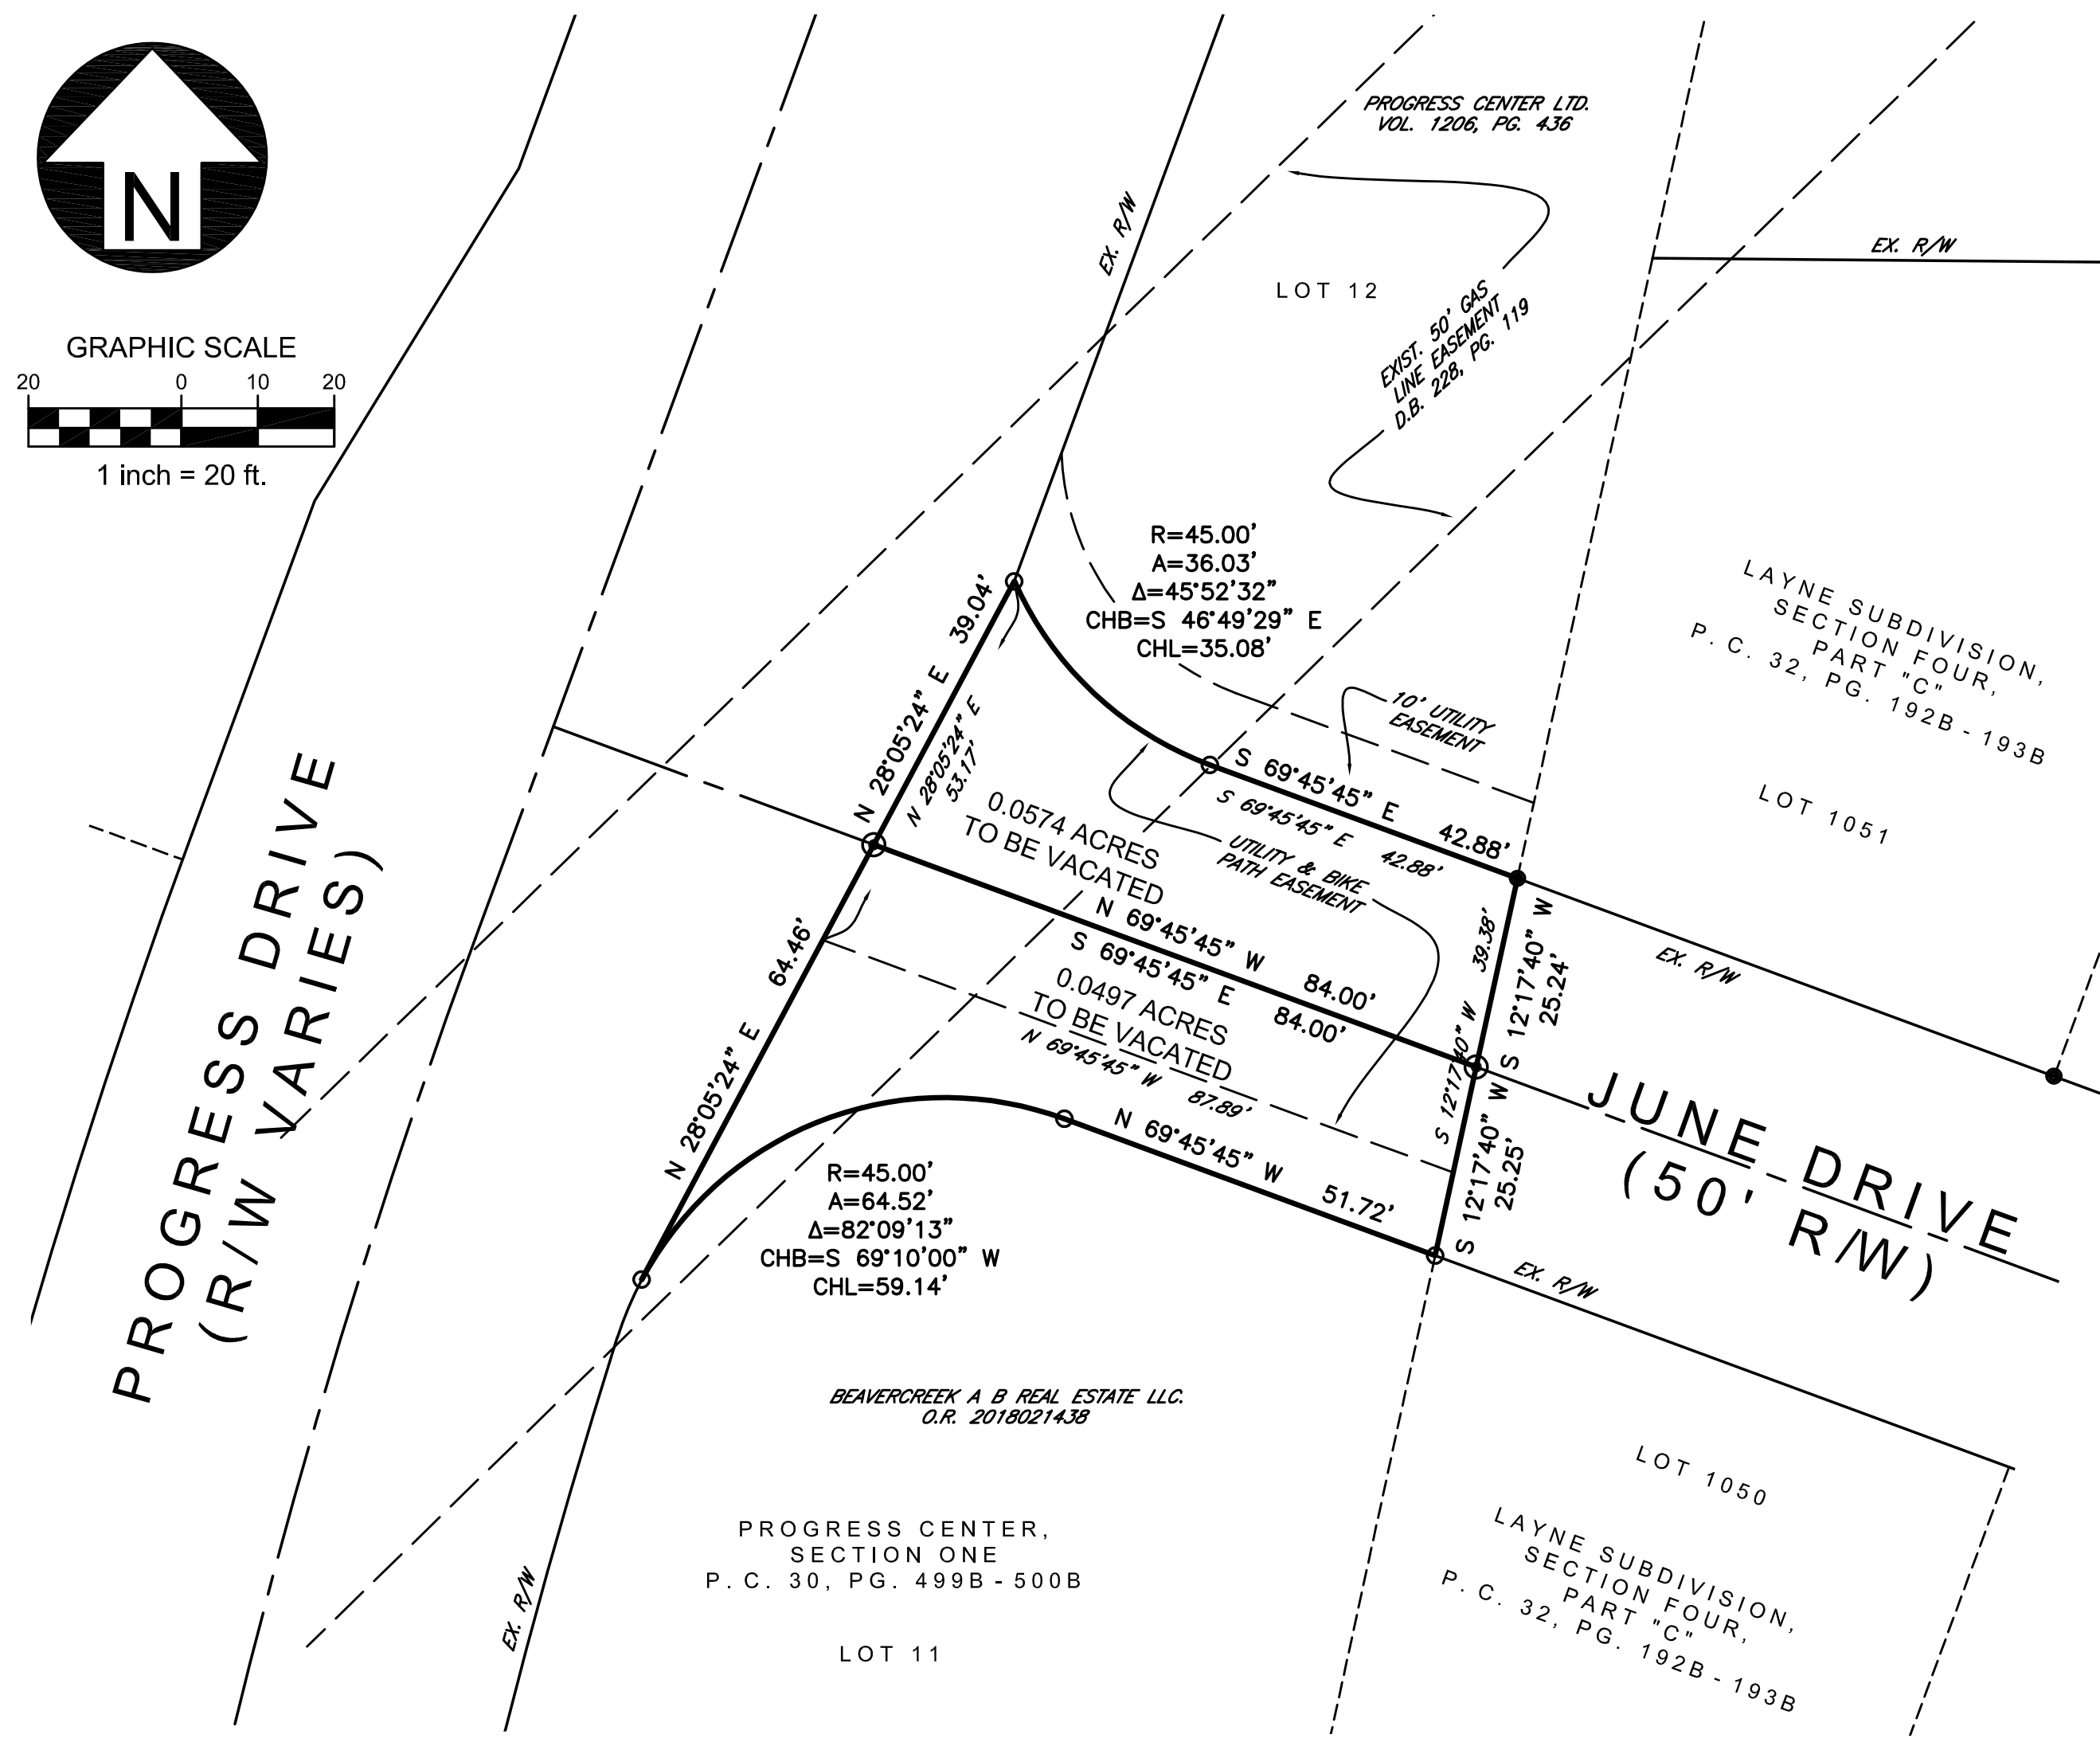 N
GRAPHIC SCALE
20 0 10 20
1 inch = 20 ft.
PROGRESS CENTER LTD.
VOL. 1206, PG. 436
EX. R/W
EX. R/W
LOT 12
EXIST. 50' GAS
LINE EASEMENT
D.B. 228, PG. 119
R=45.00'
A=36.03'
Δ=45°52'32"
CHB=S 46°49'29" E
CHL=35.08'
LAYNE SUBDIVISION,
SECTION FOUR,
PART "C"
P. C. 32, PG. 192B - 193B
LOT 1051
10' UTILITY
EASEMENT
N 28°05'24" E 39.04'
N 28°05'24" E
53.17'
S 69°45'45" E 42.88'
S 69°45'45" E 42.88'
0.0574 ACRES
TO BE VACATED
UTILITY & BIKE
PATH EASEMENT
N 69°45'45" W 84.00'
S 69°45'45" E 84.00'
0.0497 ACRES
TO BE VACATED
N 69°45'45" W 87.89'
S 12°17'40" W 39.38'
S 12°17'40" W
25.24'
S 12°17'40" W
25.25'
EX. R/W
PROGRESS DRIVE
(R/W VARIES)
N 28°05'24" E 64.46'
N 69°45'45" W 51.72'
R=45.00'
A=64.52'
Δ=82°09'13"
CHB=S 69°10'00" W
CHL=59.14'
JUNE DRIVE
(50' R/W)
EX. R/W
BEAVERCREEK A B REAL ESTATE LLC.
O.R. 2018021438
PROGRESS CENTER,
SECTION ONE
P. C. 30, PG. 499B - 500B
LOT 11
EX. R/W
LOT 1050
LAYNE SUBDIVISION,
SECTION FOUR,
PART "C"
P. C. 32, PG. 192B - 193B